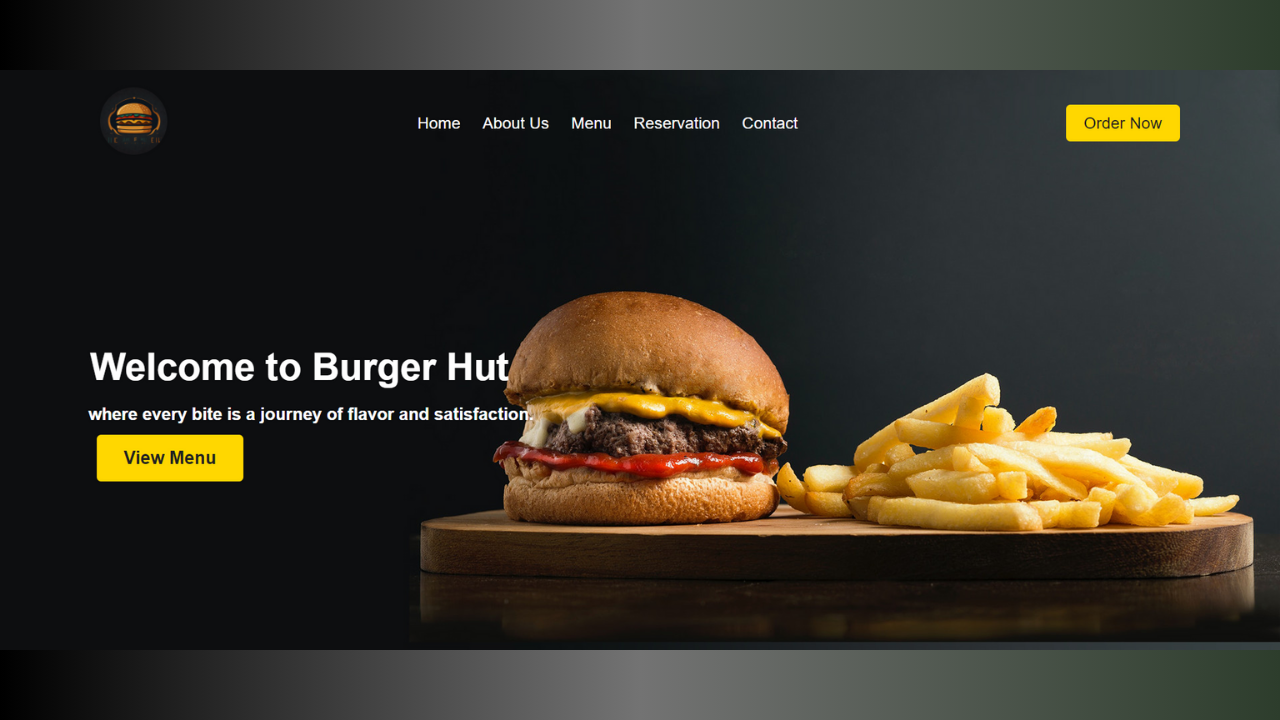 Home About Us Menu Reservation Contact
Order Now
Welcome to Burger Hut
where every bite is a journey of flavor and satisfaction.
View Menu